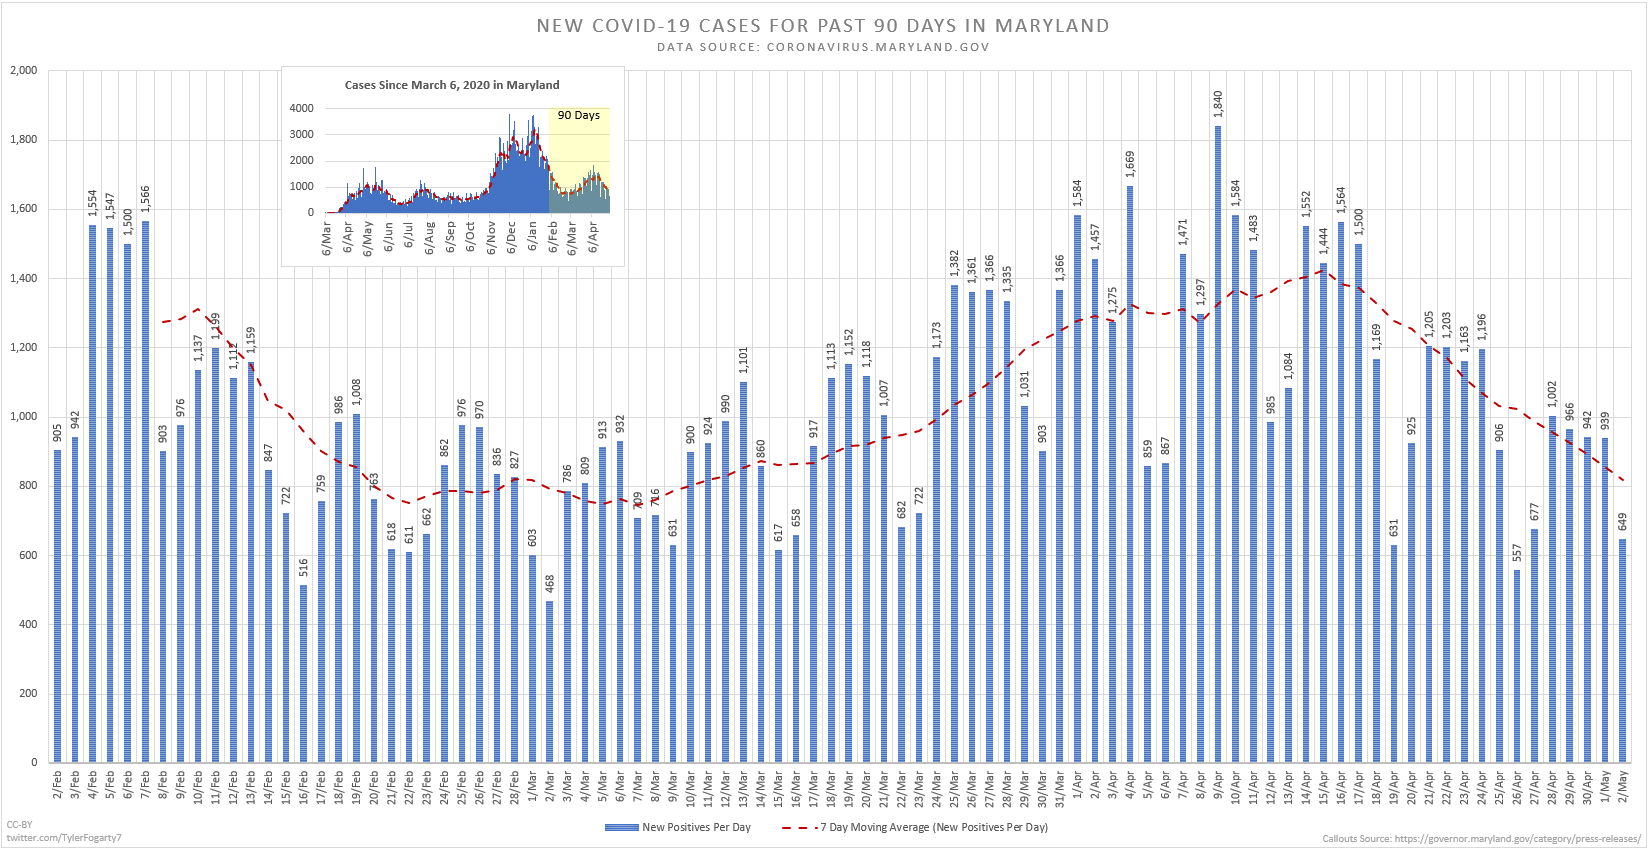 NEW COVID-19 CASES FOR PAST 90 DAYS IN MARYLAND
DATA SOURCE: CORONAVIRUS.MARYLAND.GOV
2,000
1,800
1,600
1,400
1,200
1,000
800
600
400
200
0
Cases Since March 6, 2020 in Maryland
90 Days
4000
3000
2000
1000
0
6/Mar 6/Apr 6/May 6/Jun 6/Jul 6/Aug 6/Sep 6/Oct 6/Nov 6/Dec 6/Jan 6/Feb 6/Mar 6/Apr
905 942 1,554 1,547 1,500 1,566 903 976 1,137 1,199 1,112 1,159 847 722 516 759 986 1,008 763 618 611 662 862 976 970 836 827 603 468 786 809 913 932 709 716 631 900 924 990 1,101 860 617 658 917 1,113 1,152 1,118 1,007 682 722 1,173 1,382 1,361 1,366 1,335 1,031 903 1,366 1,584 1,457 1,275 1,669 859 867 1,471 1,297 1,840 1,584 1,483 985 1,084 1,552 1,444 1,564 1,500 1,169 631 925 1,205 1,203 1,163 1,196 906 557 677 1,002 966 942 939 649
2/Feb 3/Feb 4/Feb 5/Feb 6/Feb 7/Feb 8/Feb 9/Feb 10/Feb 11/Feb 12/Feb 13/Feb 14/Feb 15/Feb 16/Feb 17/Feb 18/Feb 19/Feb 20/Feb 21/Feb 22/Feb 23/Feb 24/Feb 25/Feb 26/Feb 27/Feb 28/Feb 1/Mar 2/Mar 3/Mar 4/Mar 5/Mar 6/Mar 7/Mar 8/Mar 9/Mar 10/Mar 11/Mar 12/Mar 13/Mar 14/Mar 15/Mar 16/Mar 17/Mar 18/Mar 19/Mar 20/Mar 21/Mar 22/Mar 23/Mar 24/Mar 25/Mar 26/Mar 27/Mar 28/Mar 29/Mar 30/Mar 31/Mar 1/Apr 2/Apr 3/Apr 4/Apr 5/Apr 6/Apr 7/Apr 8/Apr 9/Apr 10/Apr 11/Apr 12/Apr 13/Apr 14/Apr 15/Apr 16/Apr 17/Apr 18/Apr 19/Apr 20/Apr 21/Apr 22/Apr 23/Apr 24/Apr 25/Apr 26/Apr 27/Apr 28/Apr 29/Apr 30/Apr 1/May 2/May
New Positives Per Day 7 Day Moving Average (New Positives Per Day)
CC-BY
twitter.com/TylerFogarty7
Callouts Source: https://governor.maryland.gov/category/press-releases/